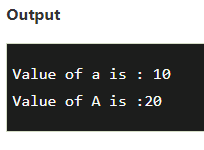 Output
Value of a is : 10
Value of A is :20